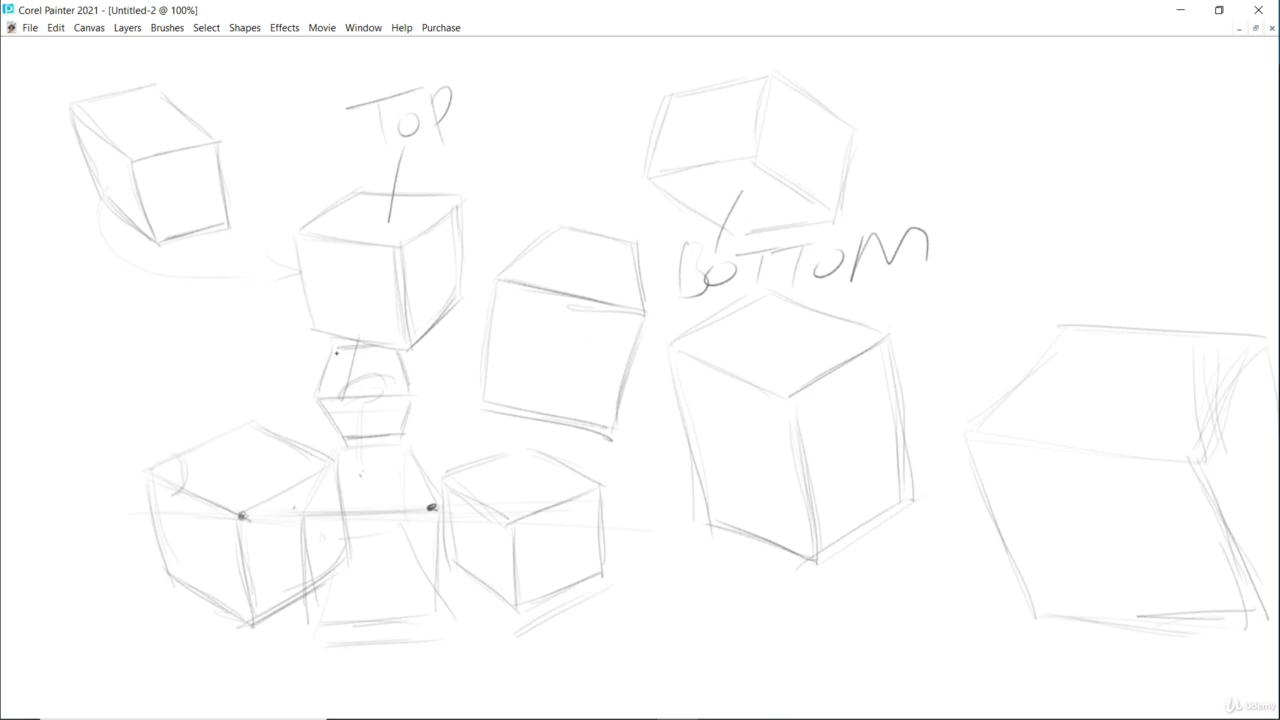 Corel Painter 2021 - [Untitled-2 @ 100%]
File Edit Canvas Layers Brushes Select Shapes Effects Movie Window Help Purchase
TOP
BOTTOM
Udemy